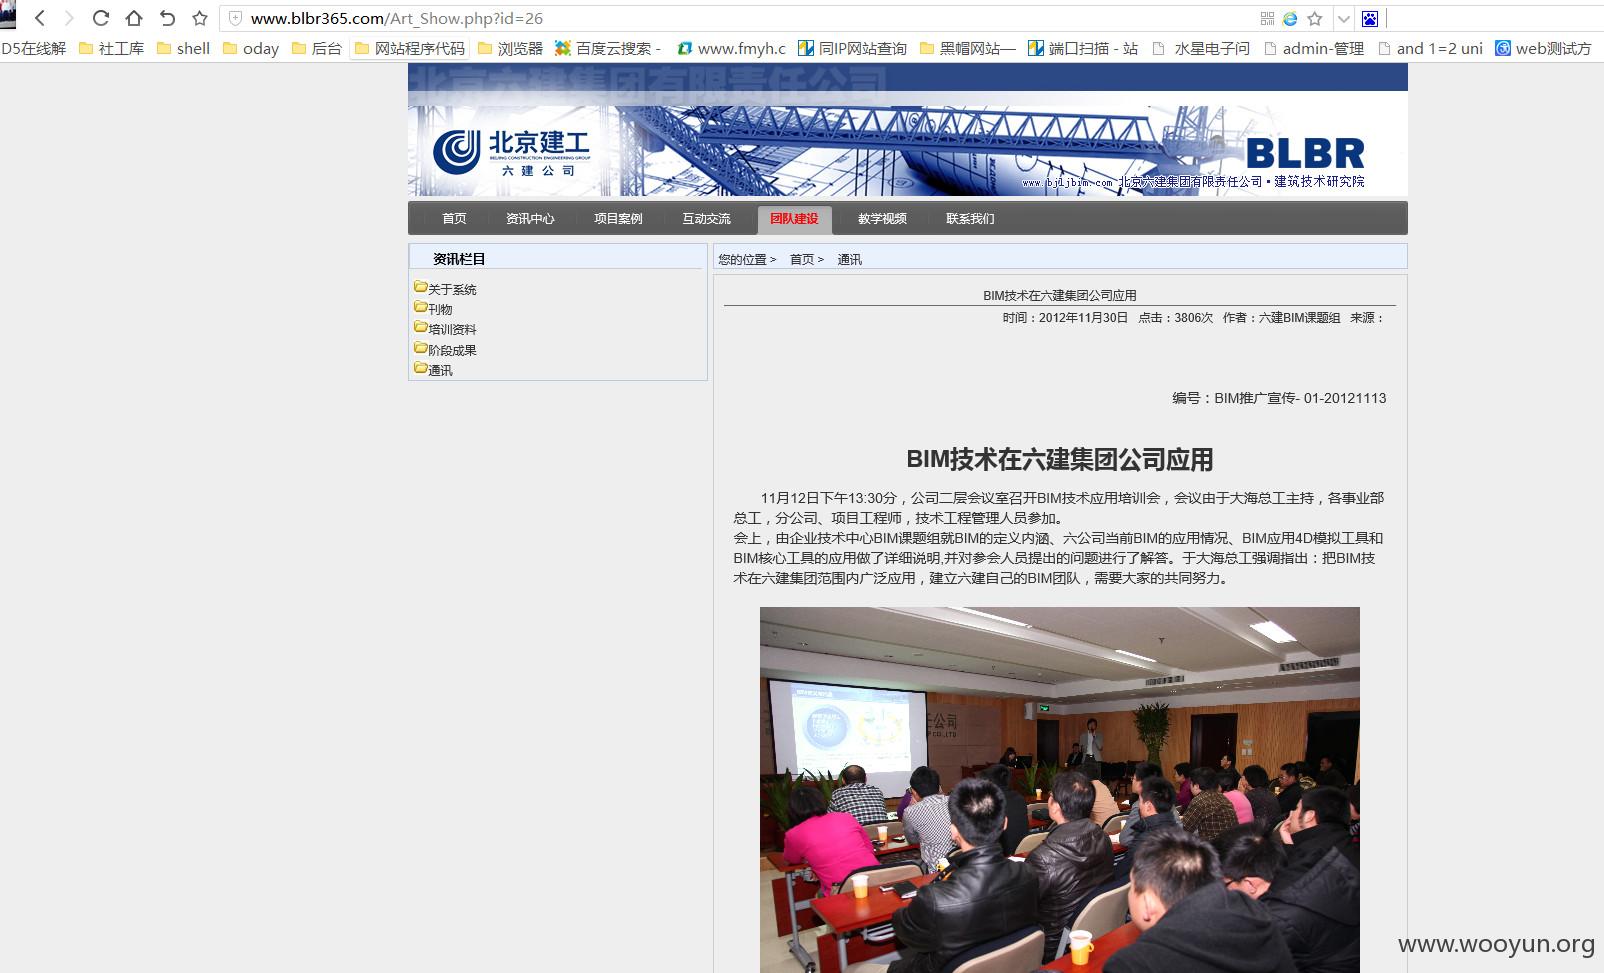 www.blbr365.com/Art_Show.php?id=26
D5在线解 社工库 shell oday 后台 网站程序代码 浏览器 百度云搜索 - www.fmyh.c 同IP网站查询 黑帽网站— 端口扫描 - 站 水星电子问 admin-管理 and 1=2 uni web测试方
北京六建集团有限责任公司
北京建工
BEIJING CONSTRUCTION ENGINEERING GROUP
六建公司
BLBR
www.bjljbim.com 北京六建集团有限责任公司·建筑技术研究院
首页 资讯中心 项目案例 互动交流 团队建设 教学视频 联系我们
资讯栏目
关于系统
刊物
培训资料
阶段成果
通讯
您的位置 > 首页 > 通讯
BIM技术在六建集团公司应用
时间：2012年11月30日 点击：3806次 作者：六建BIM课题组 来源：
编号：BIM推广宣传- 01-20121113
BIM技术在六建集团公司应用
11月12日下午13:30分，公司二层会议室召开BIM技术应用培训会，会议由于大海总工主持，各事业部
总工，分公司、项目工程师，技术工程管理人员参加。
会上，由企业技术中心BIM课题组就BIM的定义内涵、六公司当前BIM的应用情况、BIM应用4D模拟工具和
BIM核心工具的应用做了详细说明,并对参会人员提出的问题进行了解答。于大海总工强调指出：把BIM技
术在六建集团范围内广泛应用，建立六建自己的BIM团队，需要大家的共同努力。
任公司
www.wooyun.org